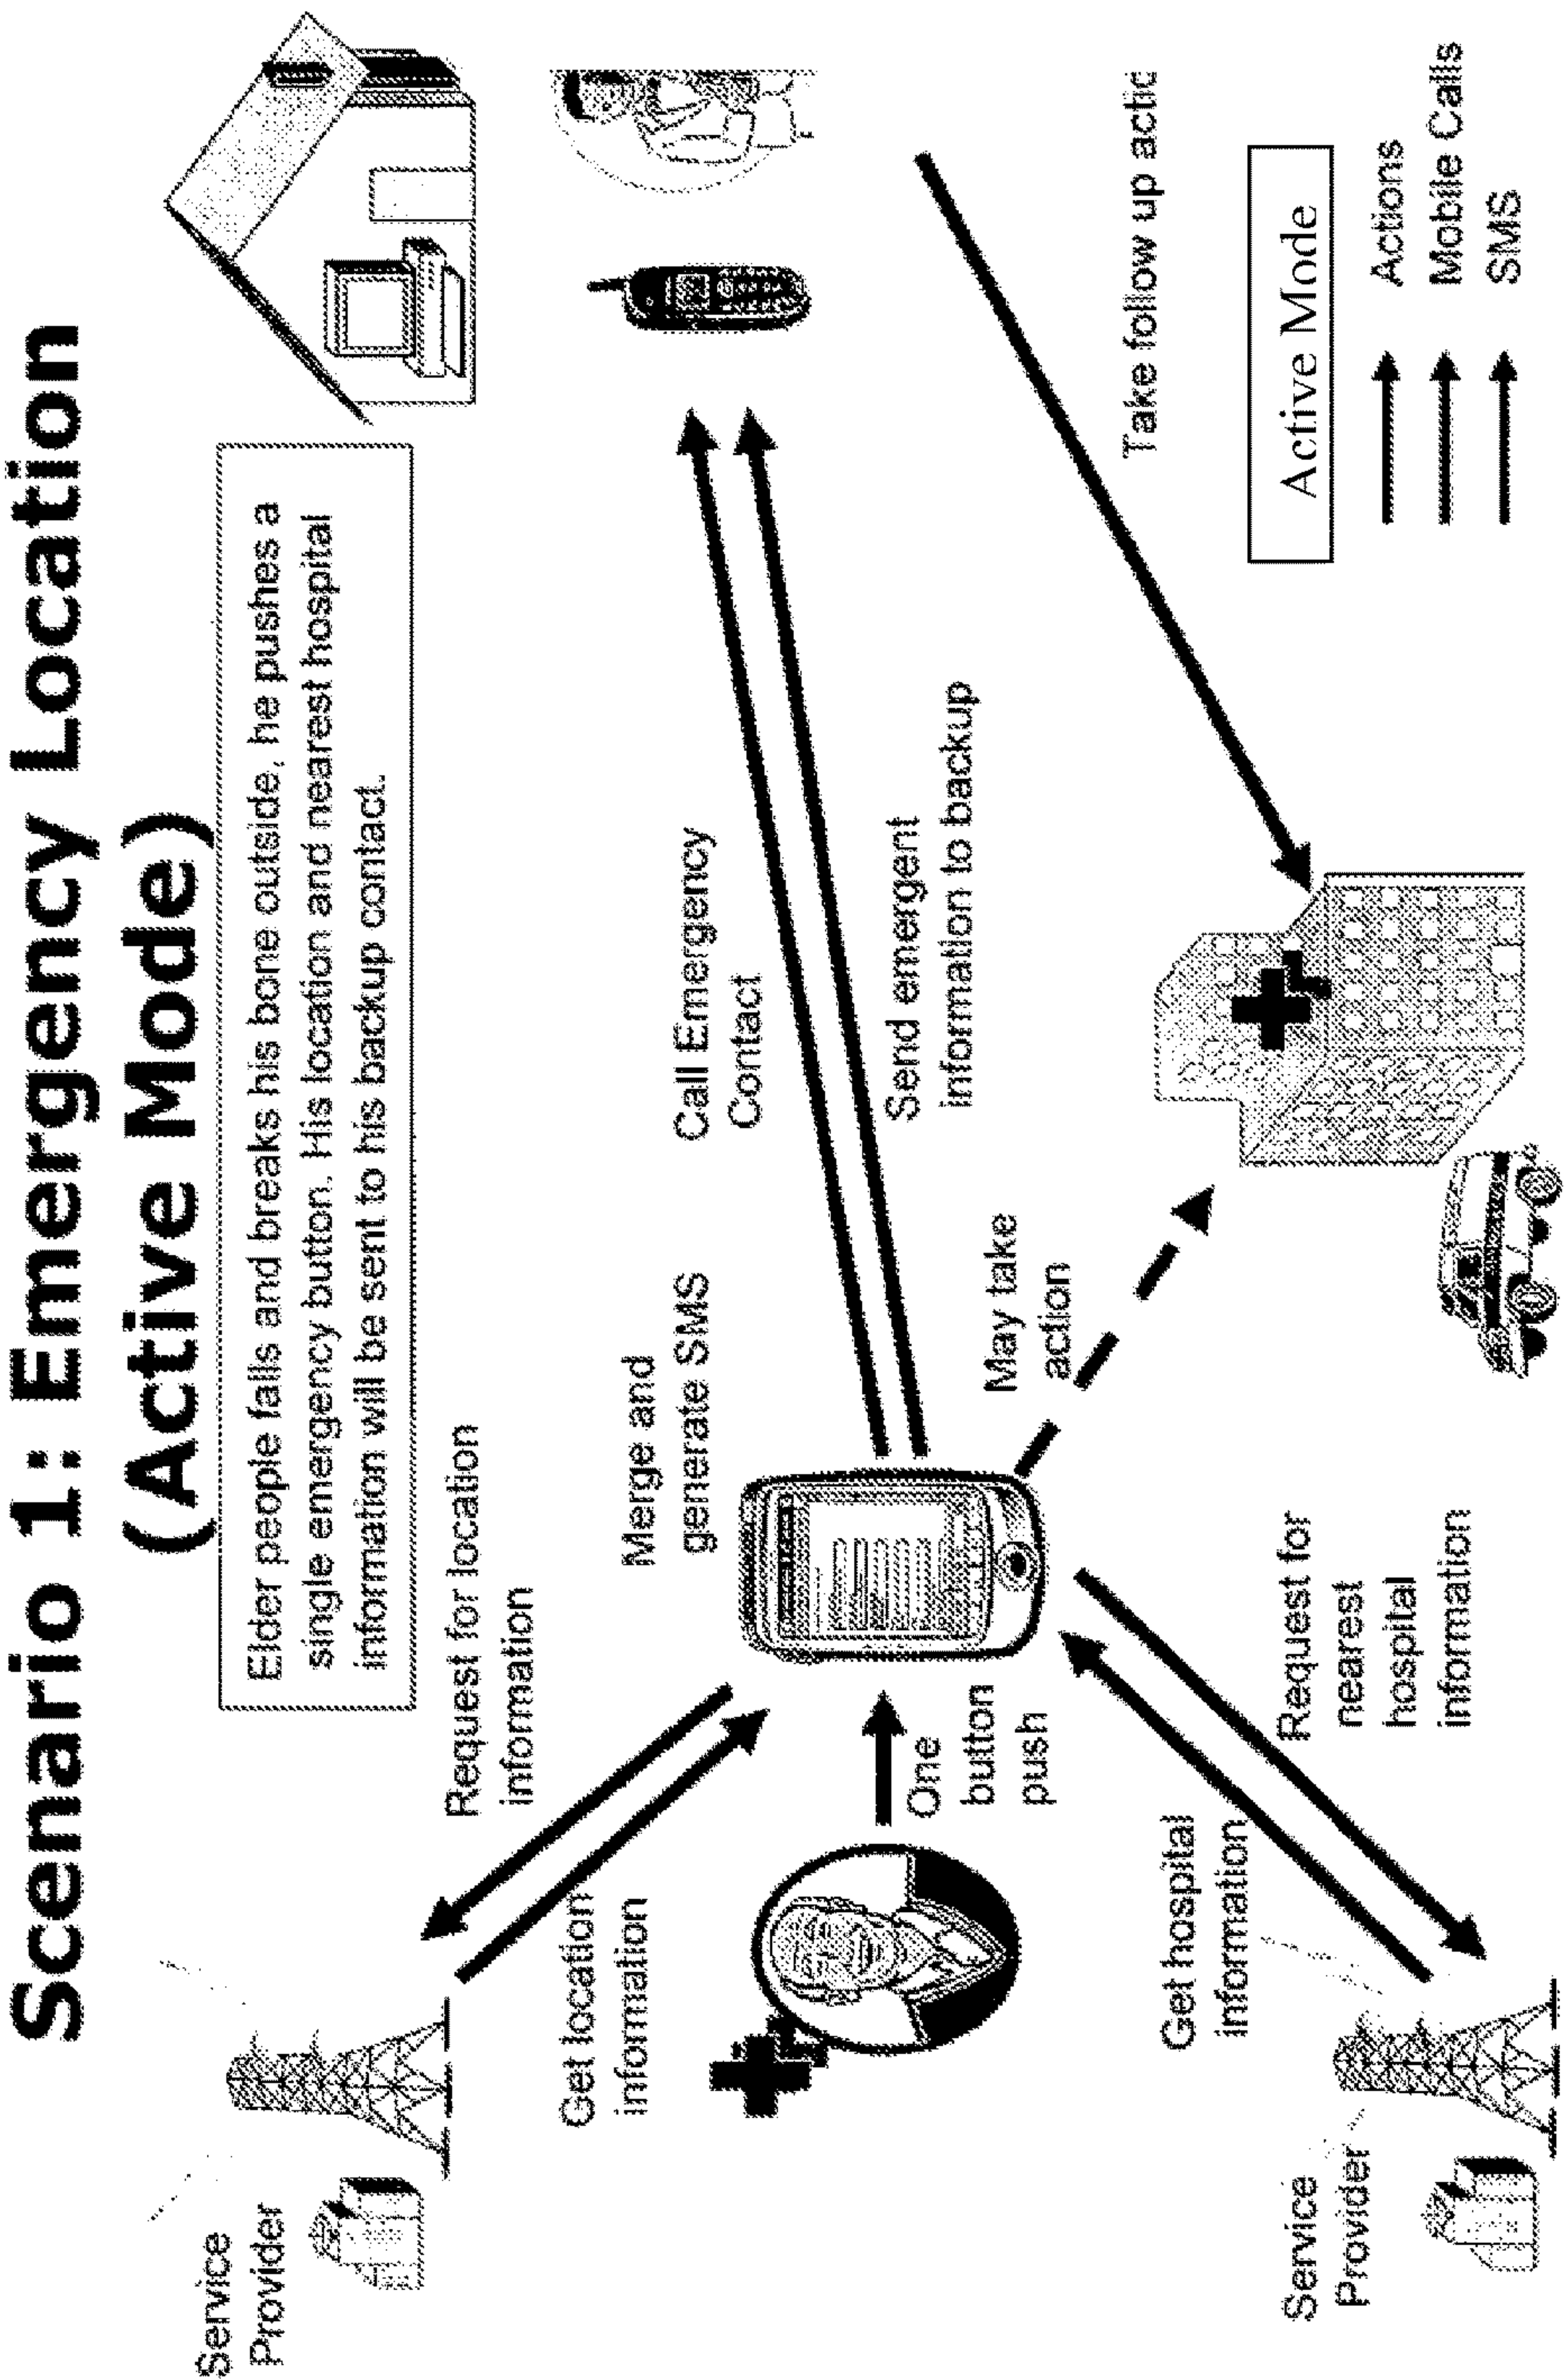 Scenario 1: Emergency Location
(Active Mode)
Elder people falls and breaks his bone outside, he pushes a
single emergency button. His location and nearest hospital
information will be sent to his backup contact.
Service
Provider
Request for location
information
Get location
information
Merge and
generate SMS
Call Emergency
Contact
Send emergent
information to backup
One
button
push
May take
action
Take follow up actic
Get hospital
information
Request for
nearest
hospital
information
Service
Provider
Active Mode
Actions
Mobile Calls
SMS